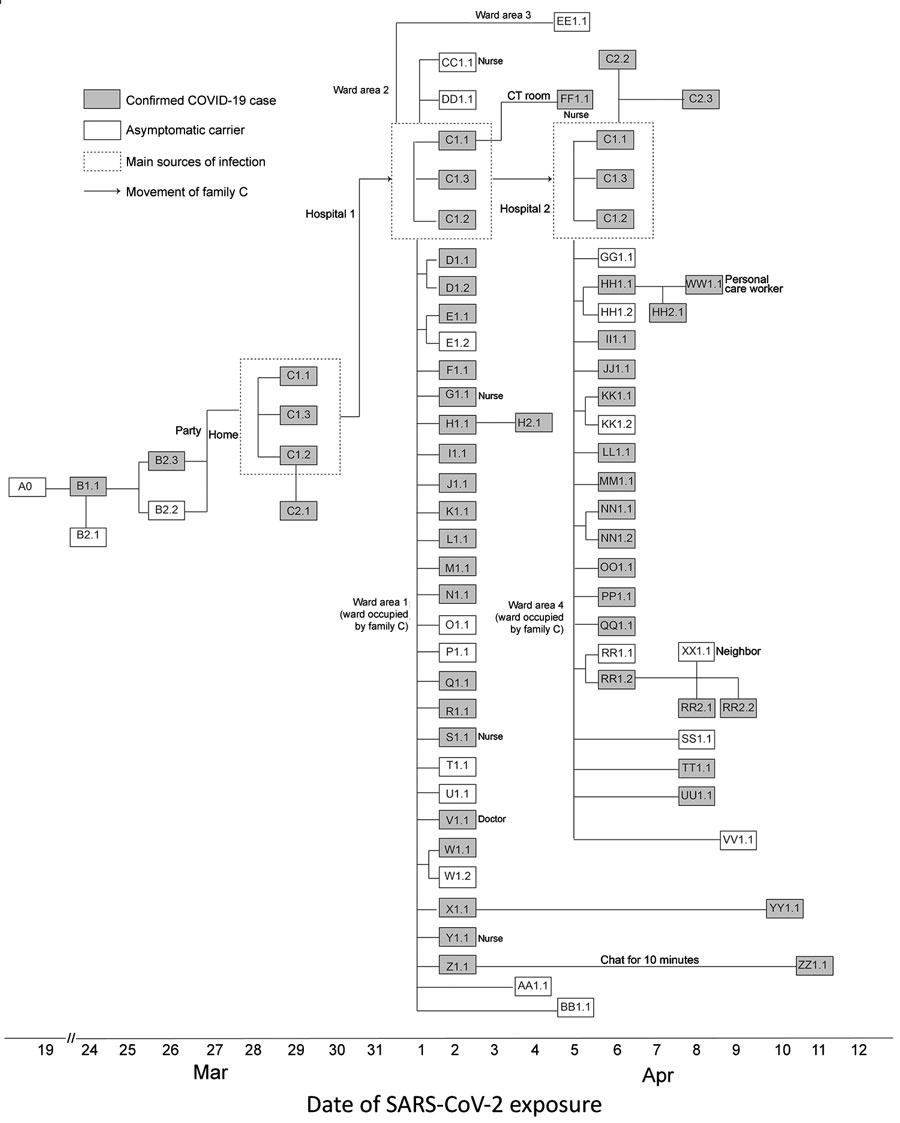 Ward area 3
EE1.1
CC1.1 Nurse
C2.2
Ward area 2
DD1.1
CT room
FF1.1
Nurse
C2.3
Confirmed COVID-19 case
Asymptomatic carrier
Main sources of infection
Movement of family C
C1.1
C1.3
C1.2
Hospital 1
C1.1
C1.3
C1.2
Hospital 2
D1.1
D1.2
E1.1
E1.2
F1.1
G1.1 Nurse
H1.1
H2.1
I1.1
J1.1
K1.1
L1.1
M1.1
N1.1
O1.1
P1.1
Q1.1
R1.1
S1.1 Nurse
T1.1
U1.1
V1.1 Doctor
W1.1
W1.2
X1.1
YY1.1
Y1.1 Nurse
Z1.1
Chat for 10 minutes
ZZ1.1
AA1.1
BB1.1
Ward area 1
(ward occupied
by family C)
GG1.1
HH1.1
WW1.1 Personal
care worker
HH1.2
HH2.1
II1.1
JJ1.1
KK1.1
KK1.2
LL1.1
MM1.1
NN1.1
NN1.2
OO1.1
PP1.1
QQ1.1
RR1.1
XX1.1 Neighbor
RR1.2
RR2.1
RR2.2
SS1.1
TT1.1
UU1.1
VV1.1
Ward area 4
(ward occupied
by family C)
C1.1
C1.3
C1.2
C2.1
Party
Home
A0
B1.1
B2.1
B2.3
B2.2
19 // 24 25 26 27 28 29 30 31 1 2 3 4 5 6 7 8 9 10 11 12
Mar
Apr
Date of SARS-CoV-2 exposure